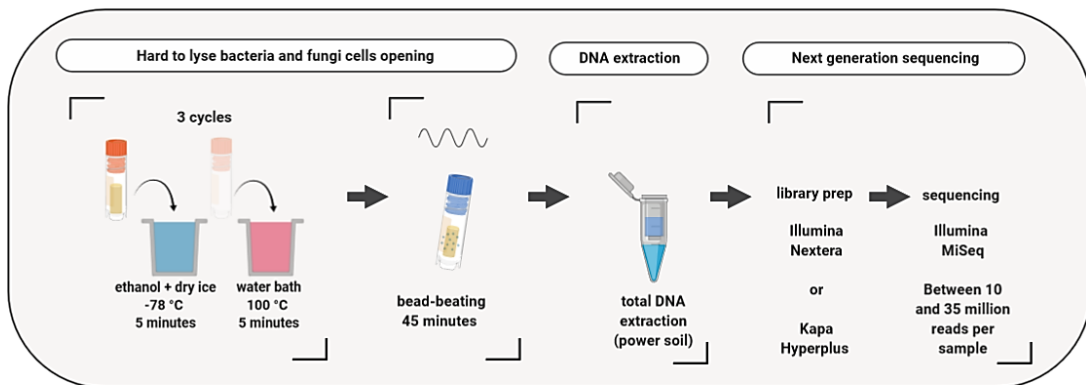 Hard to lyse bacteria and fungi cells opening
DNA extraction
Next generation sequencing
3 cycles
ethanol + dry ice
-78 °C
5 minutes
water bath
100 °C
5 minutes
bead-beating
45 minutes
total DNA
extraction
(power soil)
library prep
Illumina
Nextera
or
Kapa
Hyperplus
sequencing
Illumina
MiSeq
Between 10
and 35 million
reads per
sample